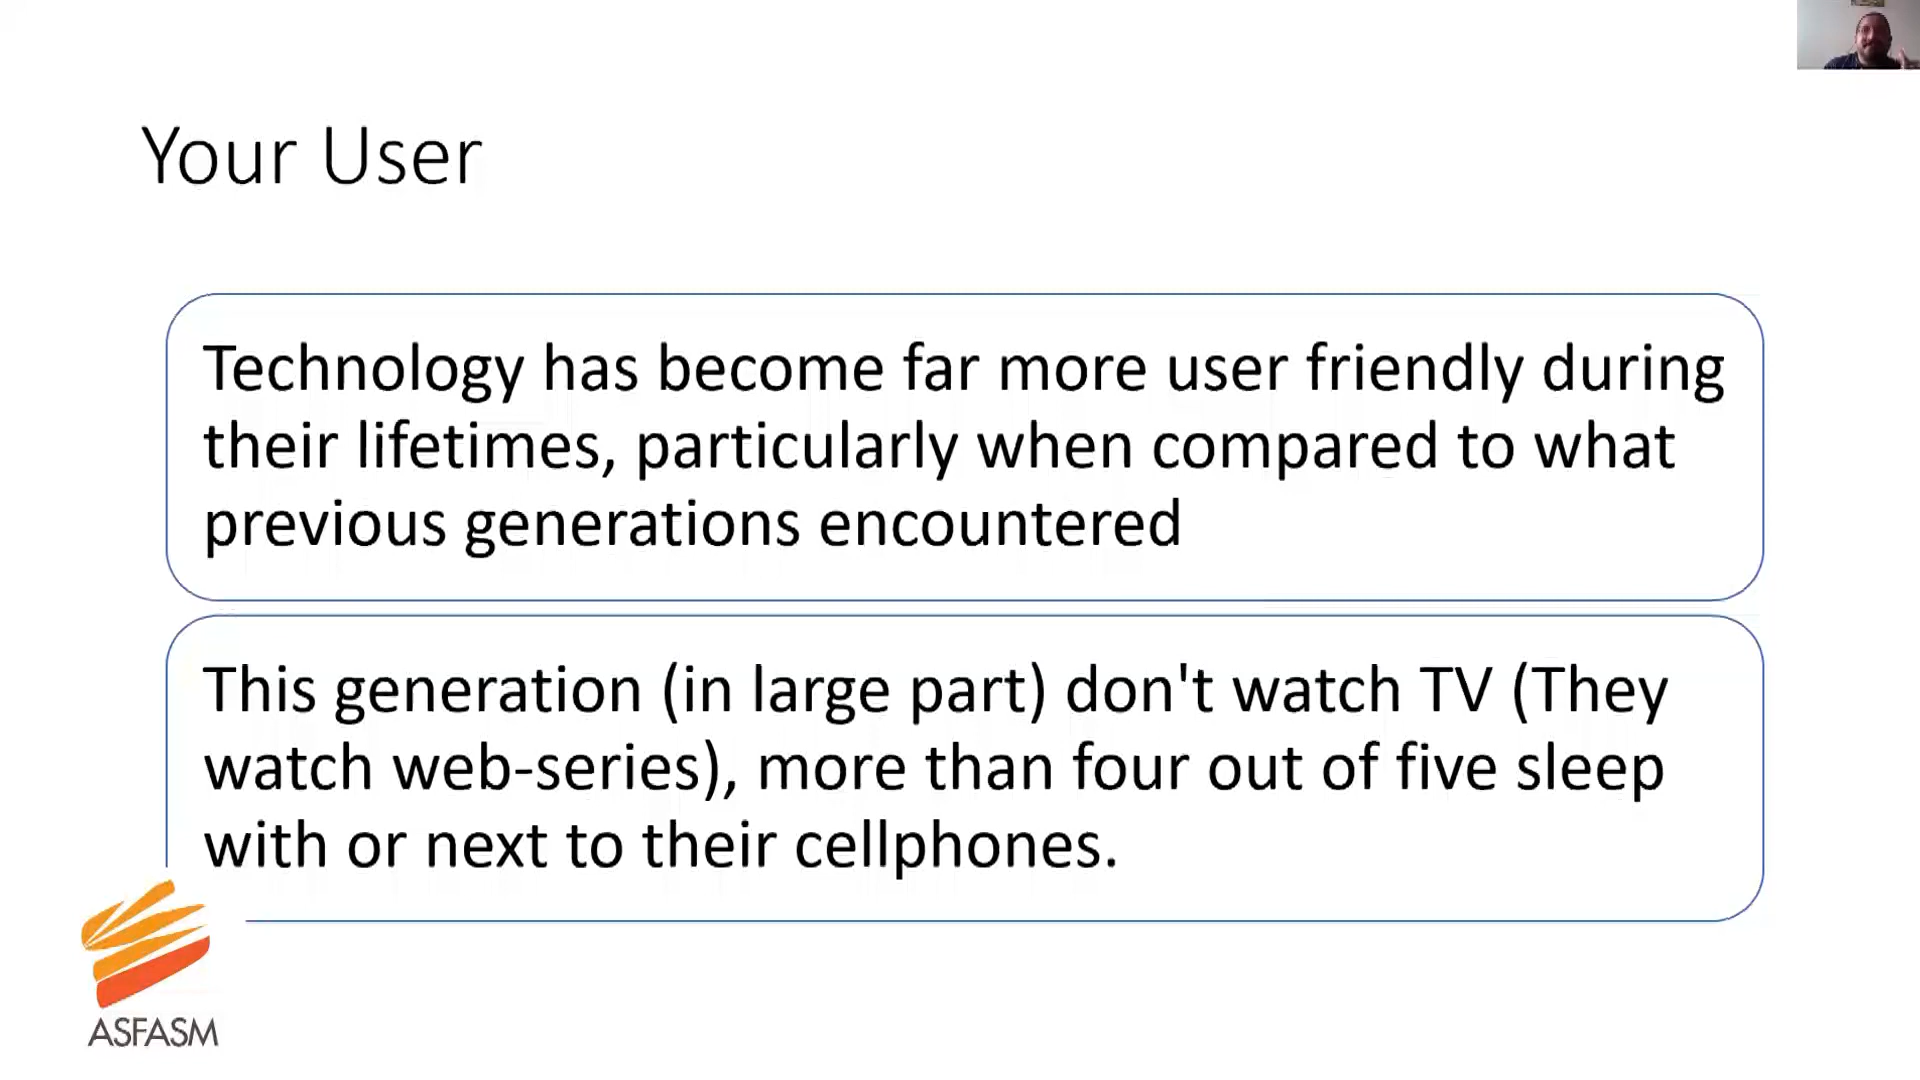 Your User
Technology has become far more user friendly during
their lifetimes, particularly when compared to what
previous generations encountered
This generation (in large part) don't watch TV (They
watch web-series), more than four out of five sleep
with or next to their cellphones.
ASFASM